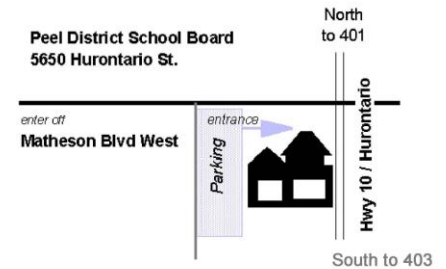 North
to 401
Peel District School Board
5650 Hurontario St.
enter off
Matheson Blvd West
entrance
Parking
Hwy 10 / Hurontario
South to 403